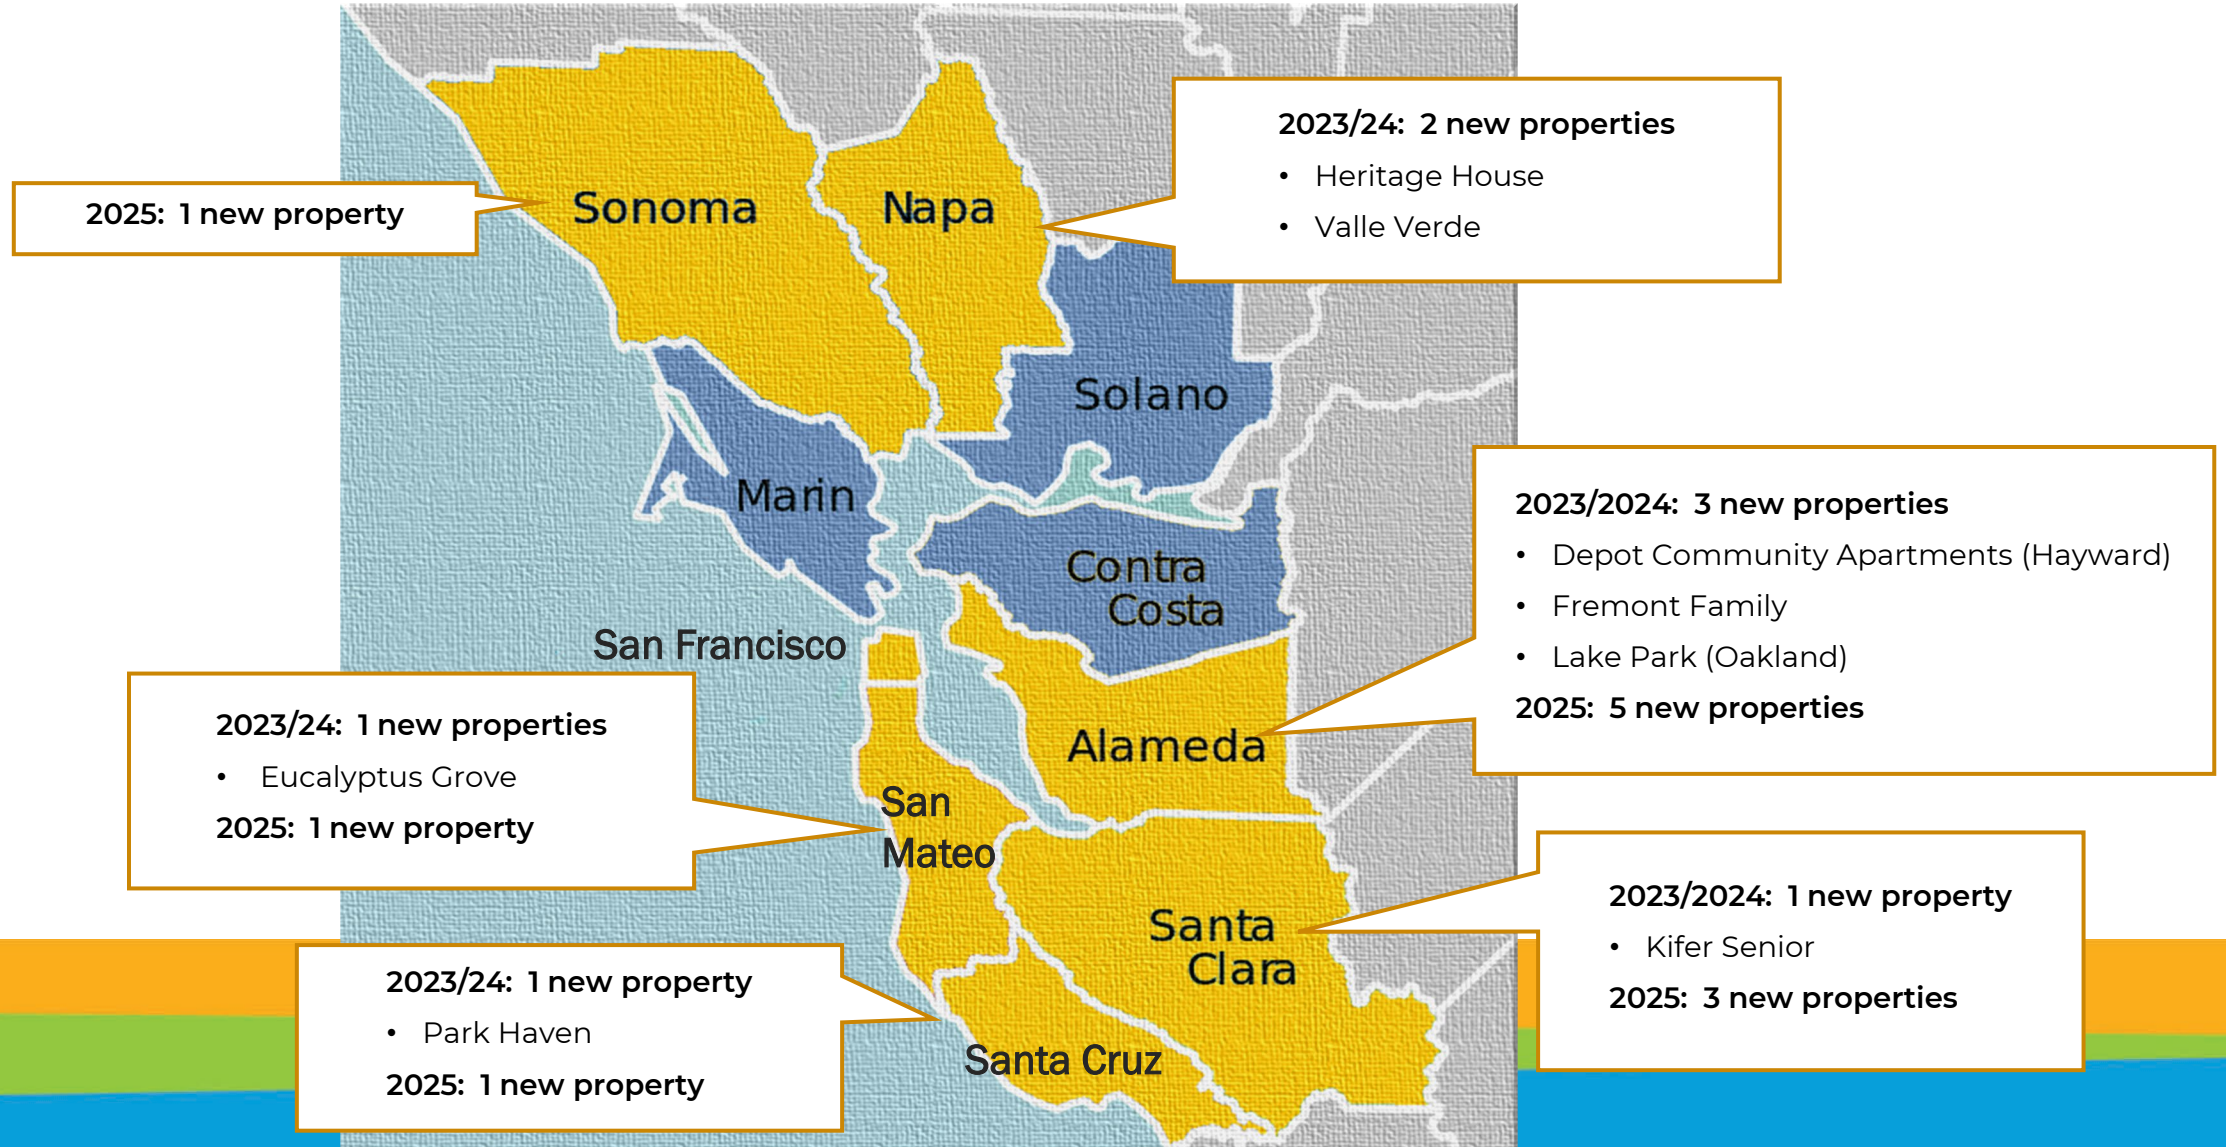 2023/24: 2 new properties
• Heritage House
• Valle Verde
2025: 1 new property
Sonoma
Napa
Solano
Marin
Contra
Costa
2023/2024: 3 new properties
• Depot Community Apartments (Hayward)
• Fremont Family
• Lake Park (Oakland)
2025: 5 new properties
San Francisco
2023/24: 1 new properties
• Eucalyptus Grove
2025: 1 new property
Alameda
San
Mateo
Santa
Clara
2023/2024: 1 new property
• Kifer Senior
2025: 3 new properties
2023/24: 1 new property
• Park Haven
2025: 1 new property
Santa Cruz